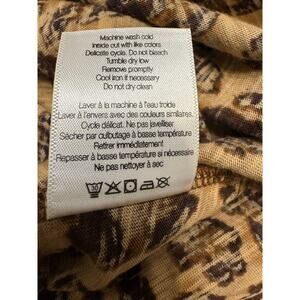 Machine wash cold
Inside out with like colors
Delicate cycle. Do not bleach
Tumble dry low
Remove promptly
Cool iron if necessary
Do not dry clean
Laver à la machine à l'eau froide
Laver à l'envers avec des couleurs similaires.
Cycle délicat. Ne pas javelliser
Sécher par culbutage à basse température
Retirer immédiatement
Repasser à basse température si nécessaire
Ne pas nettoyer à sec